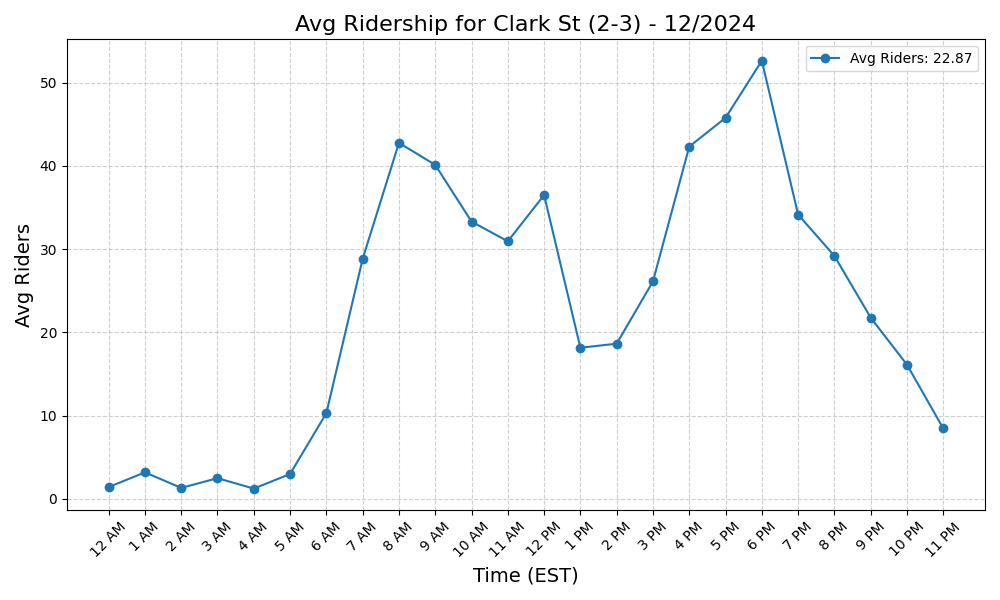 Avg Ridership for Clark St (2-3) - 12/2024
Avg Riders: 22.87
Avg Riders
50
40
30
20
10
0
12 AM
1 AM
2 AM
3 AM
4 AM
5 AM
6 AM
7 AM
8 AM
9 AM
10 AM
11 AM
12 PM
1 PM
2 PM
3 PM
4 PM
5 PM
6 PM
7 PM
8 PM
9 PM
10 PM
11 PM
Time (EST)